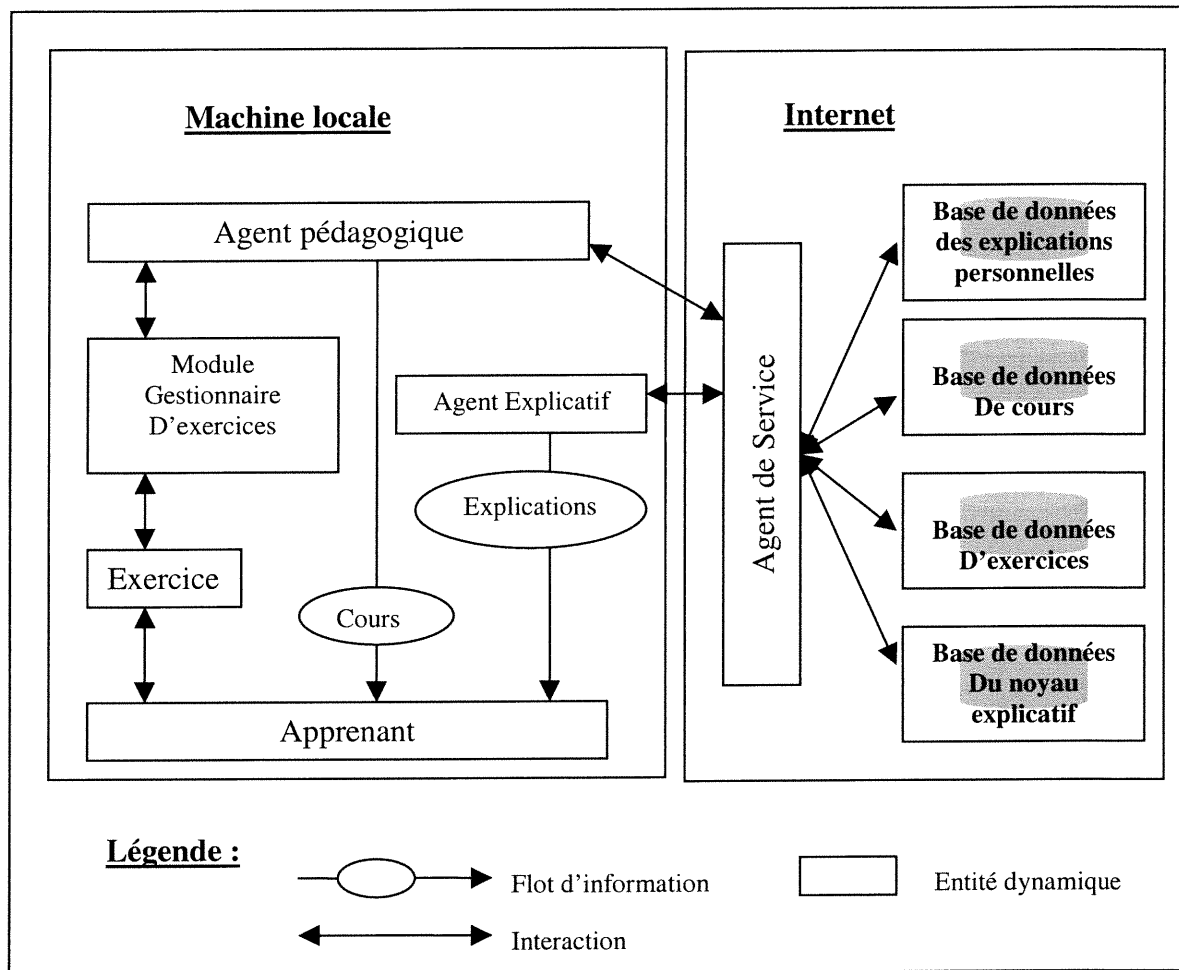 Machine locale
Agent pédagogique
Module
Gestionnaire
D'exercices
Agent Explicatif
Explications
Exercice
Cours
Apprenant
Internet
Agent de Service
Base de données
des explications
personnelles
Base de données
De cours
Base de données
D'exercices
Base de données
Du noyau
explicatif
Légende :
Flot d'information
Entité dynamique
Interaction